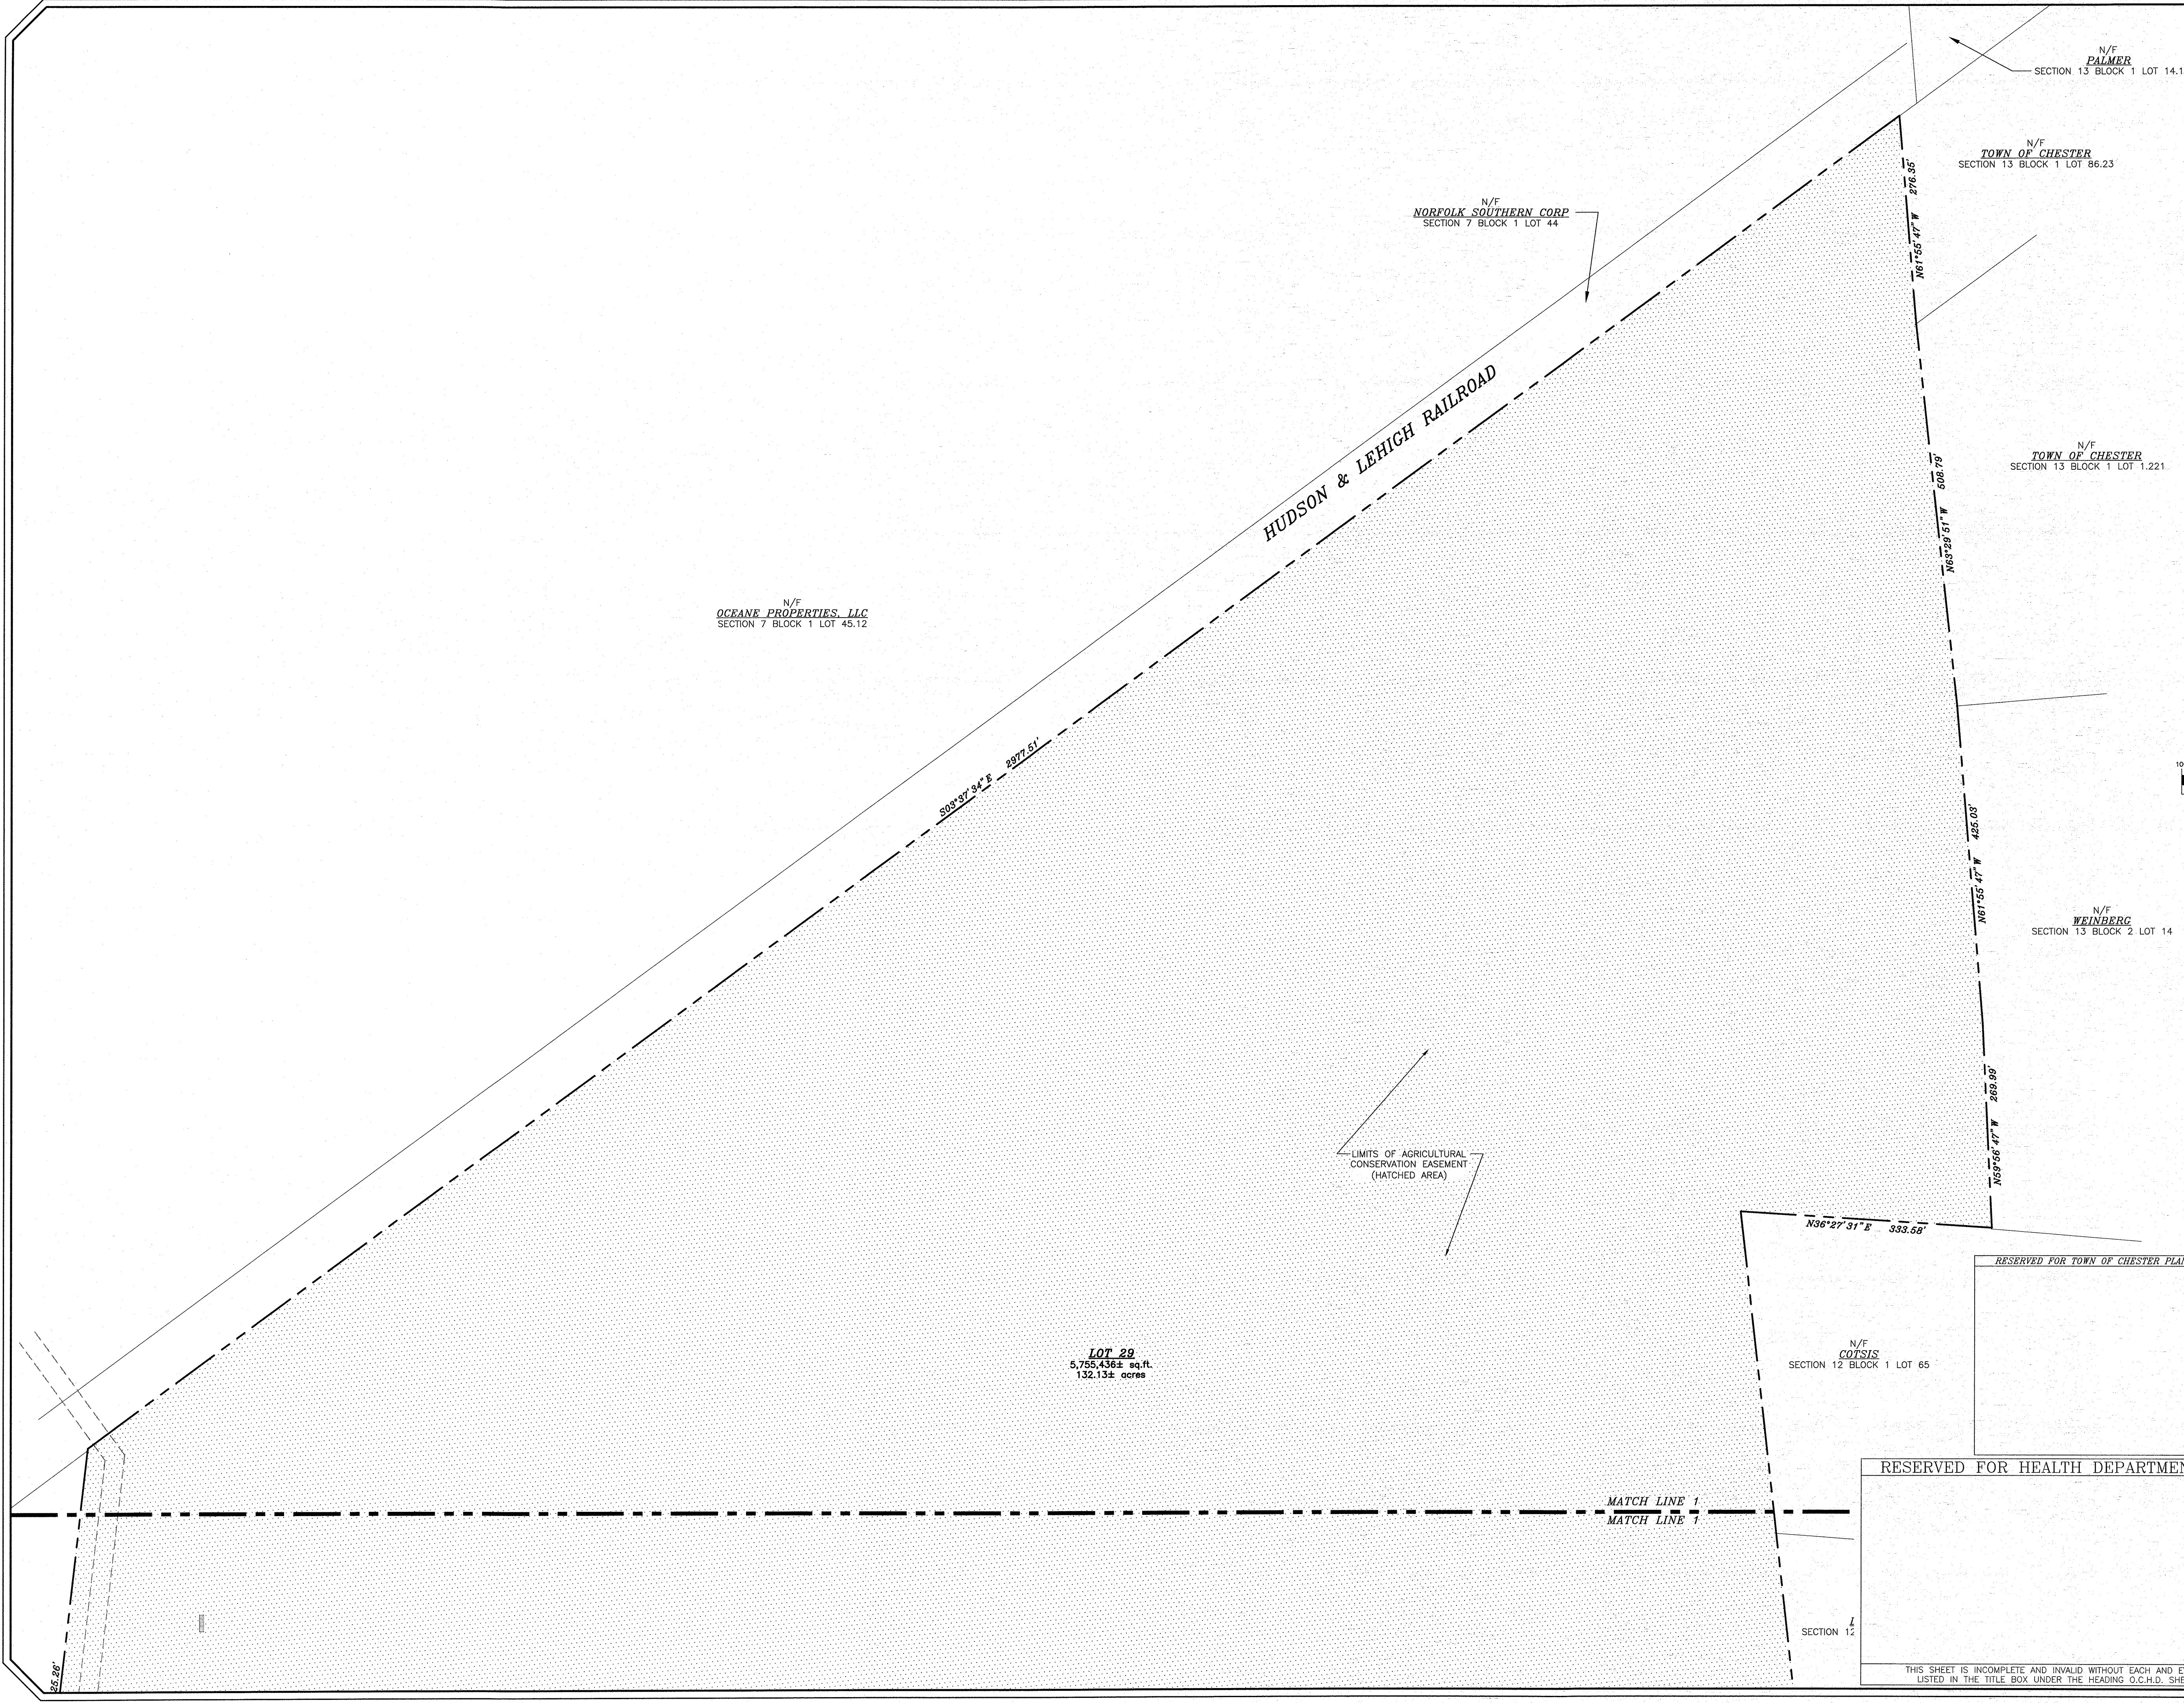 N/F
PALMER
SECTION 13 BLOCK 1 LOT 14.1
N/F
TOWN OF CHESTER
SECTION 13 BLOCK 1 LOT 86.23
N61°55'47"W 276.35'
N/F
NORFOLK SOUTHERN CORP
SECTION 7 BLOCK 1 LOT 44
HUDSON & LEHIGH RAILROAD
N/F
TOWN OF CHESTER
SECTION 13 BLOCK 1 LOT 1.221
N63°29'51"W 508.79'
N/F
OCEANE PROPERTIES, LLC
SECTION 7 BLOCK 1 LOT 45.12
S03°37'34"E 2977.51'
10
N61°55'47"W 425.03'
N/F
WEINBERG
SECTION 13 BLOCK 2 LOT 14
N59°56'47"W 269.99'
LIMITS OF AGRICULTURAL
CONSERVATION EASEMENT
(HATCHED AREA)
N36°27'31"E 333.58'
RESERVED FOR TOWN OF CHESTER PLA
LOT 29
5,755,436± sq.ft.
132.13± acres
N/F
COTSIS
SECTION 12 BLOCK 1 LOT 65
RESERVED FOR HEALTH DEPARTME
MATCH LINE 1
MATCH LINE 1
SECTION 12
25.26'
THIS SHEET IS INCOMPLETE AND INVALID WITHOUT EACH AND E
LISTED IN THE TITLE BOX UNDER THE HEADING O.C.H.D. SHE